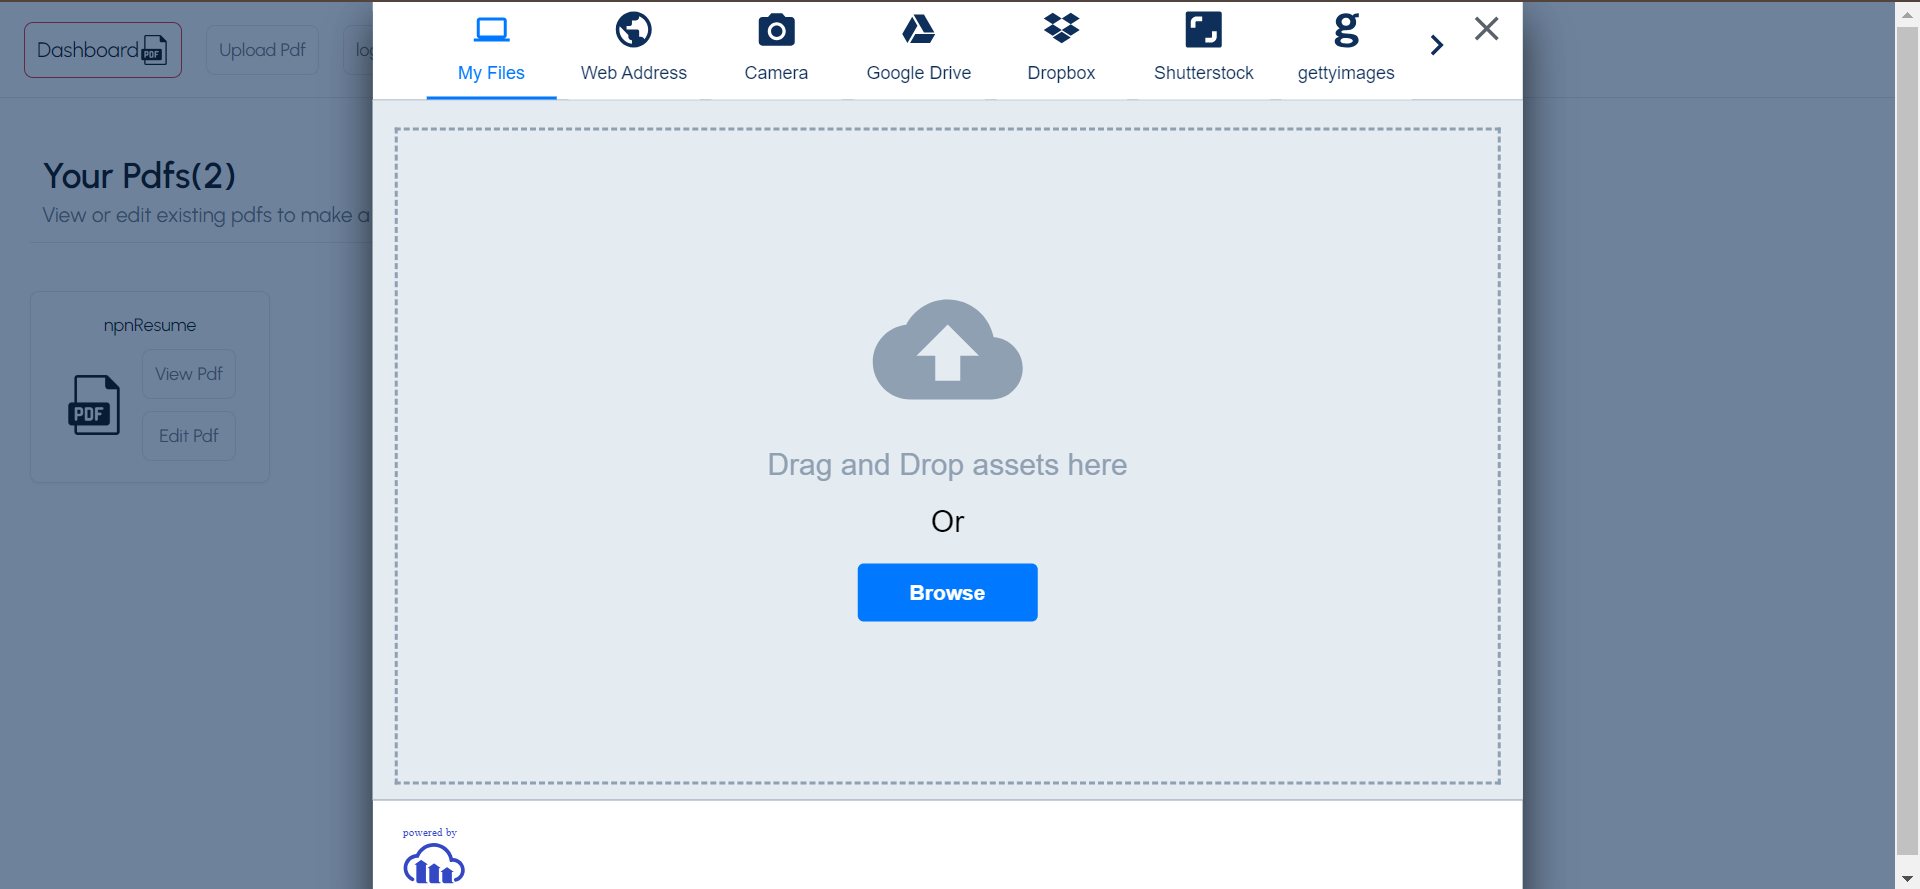 Dashboard PDF Upload Pdf log
My Files Web Address Camera Google Drive Dropbox Shutterstock gettyimages
Your Pdfs(2)
View or edit existing pdfs to make a
npnResume
View Pdf
PDF
Edit Pdf
Drag and Drop assets here
Or
Browse
powered by